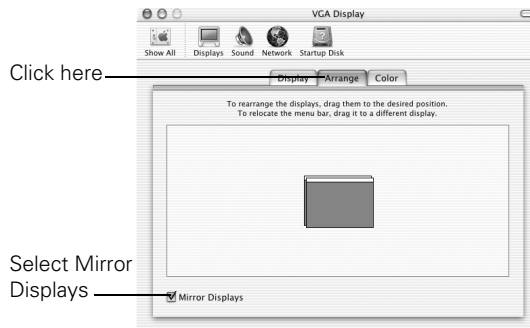 VGA Display
Show All Displays Sound Network Startup Disk
Click here
Display Arrange Color
To rearrange the displays, drag them to the desired position.
To relocate the menu bar, drag it to a different display.
Select Mirror
Displays
Mirror Displays